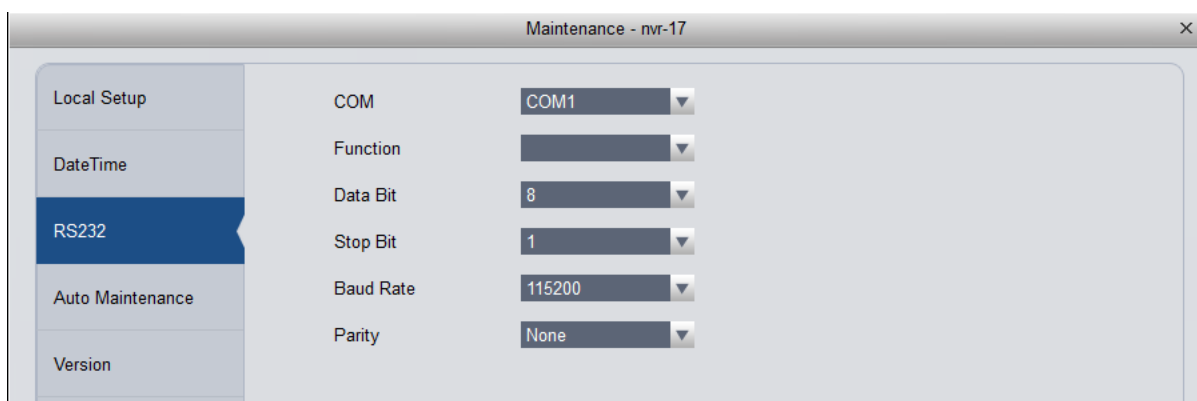 Maintenance - nvr-17
Local Setup
DateTime
RS232
Auto Maintenance
Version
COM COM1
Function
Data Bit 8
Stop Bit 1
Baud Rate 115200
Parity None